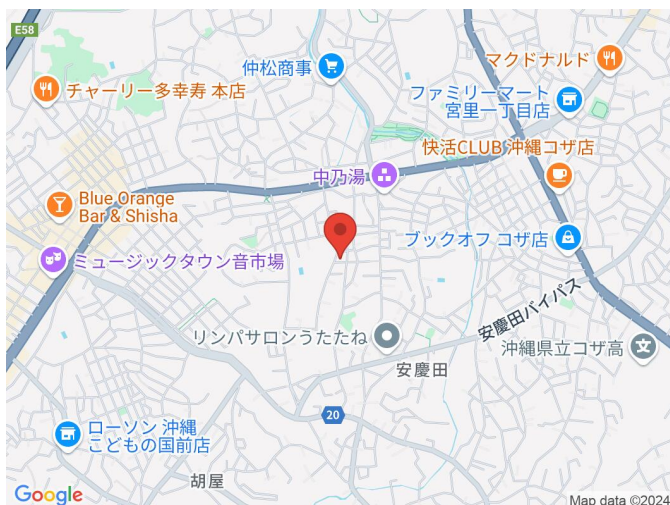 E58
マクドナルド
仲松商事
チャーリー多幸寿 本店
ファミリーマート
宮里一丁目店
快活CLUB 沖縄コザ店
中乃湯
Blue Orange
Bar & Shisha
ブックオフ コザ店
ミュージックタウン音市場
安慶田バイパス
リンパサロンうたたね
沖縄県立コザ高
安慶田
20
ローソン 沖縄
こどもの国前店
胡屋
Google
Map data ©2024